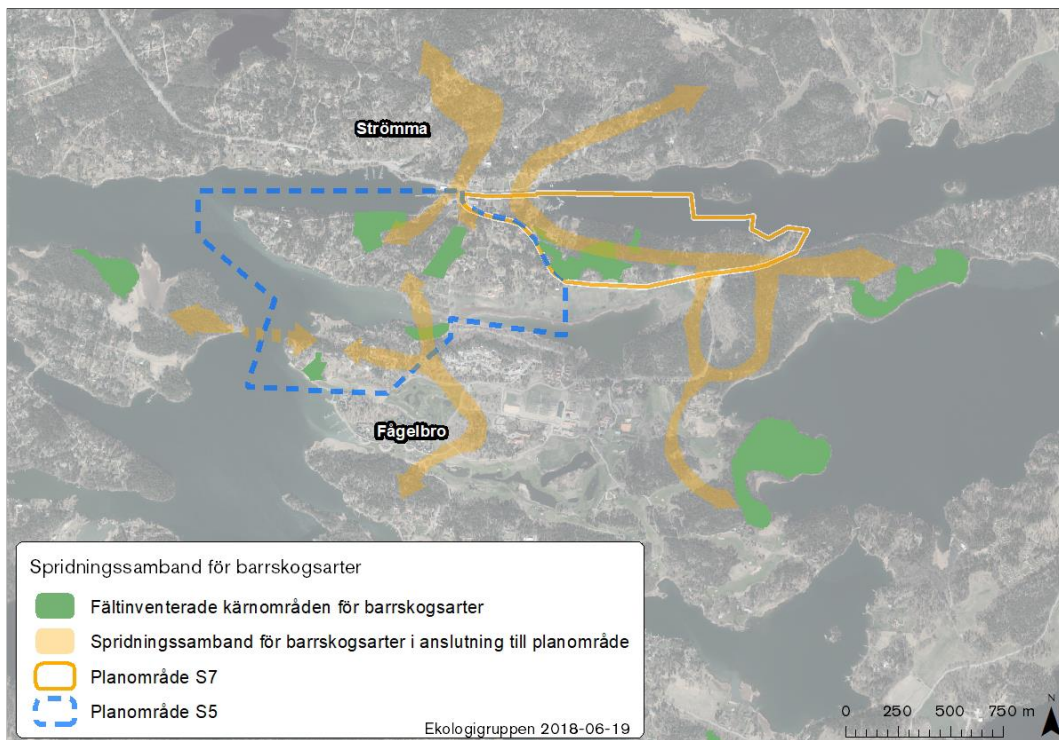 Strömma
Fågelbro
Spridningssamband för barrskogsarter
Fältinventerade kärnområden för barrskogsarter
Spridningssamband för barrskogsarter i anslutning till planområde
Planområde S7
Planområde S5
Ekologigruppen 2018-06-19
0 250 500 750 m
N